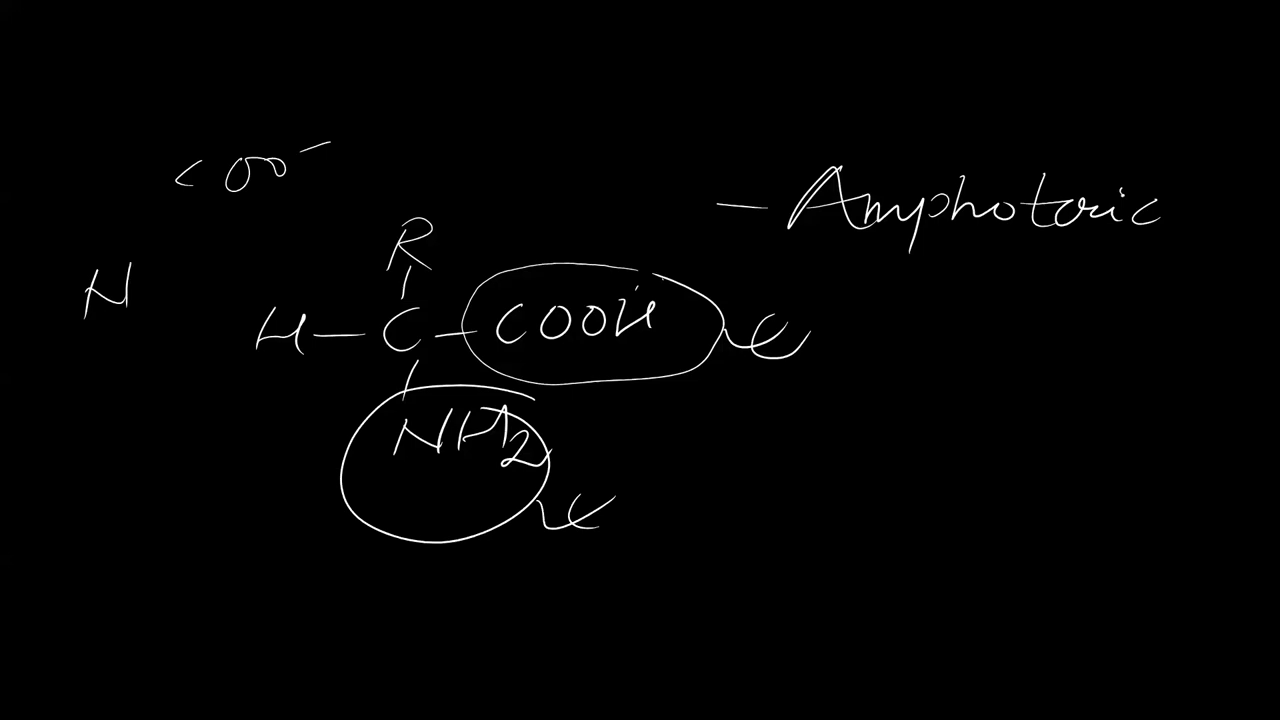 COO⁻
- Amphoteric
R
N
H-C-COOH
NH2